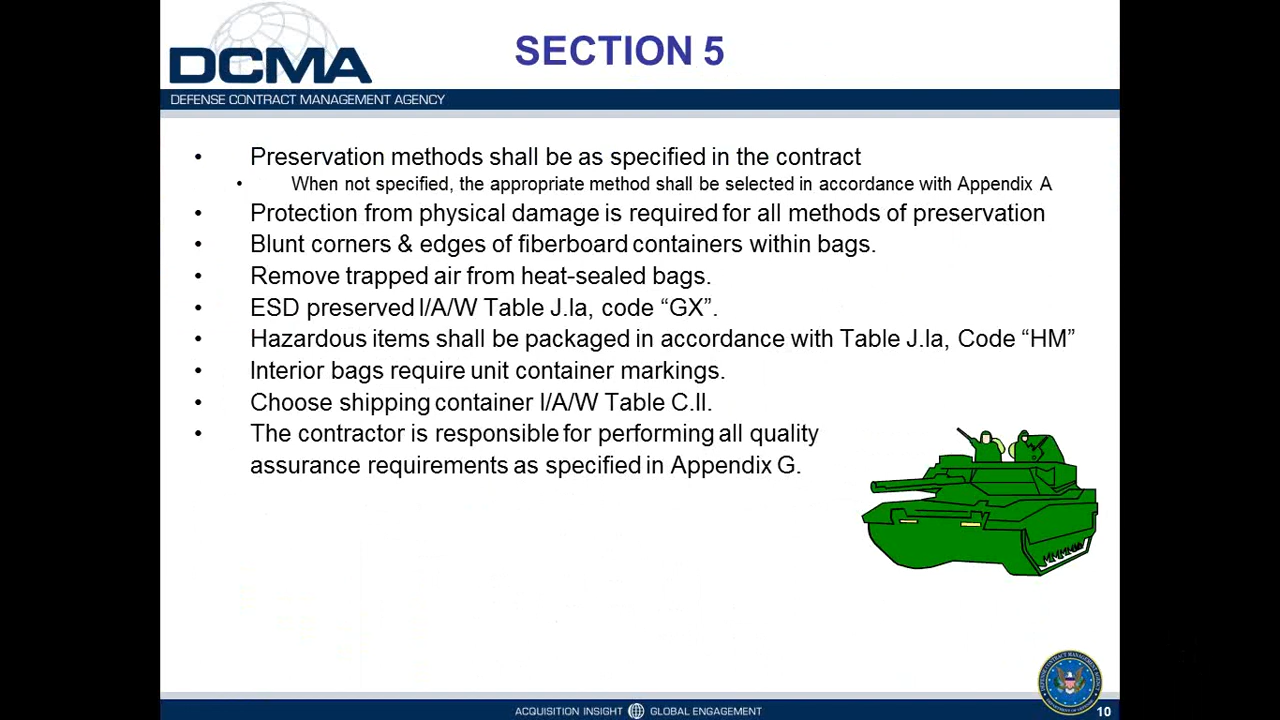 DCMA
SECTION 5
DEFENSE CONTRACT MANAGEMENT AGENCY
• Preservation methods shall be as specified in the contract
• When not specified, the appropriate method shall be selected in accordance with Appendix A
• Protection from physical damage is required for all methods of preservation
• Blunt corners & edges of fiberboard containers within bags.
• Remove trapped air from heat-sealed bags.
• ESD preserved I/A/W Table J.Ia, code “GX”.
• Hazardous items shall be packaged in accordance with Table J.Ia, Code “HM”
• Interior bags require unit container markings.
• Choose shipping container I/A/W Table C.II.
• The contractor is responsible for performing all quality
assurance requirements as specified in Appendix G.
ACQUISITION INSIGHT GLOBAL ENGAGEMENT
10